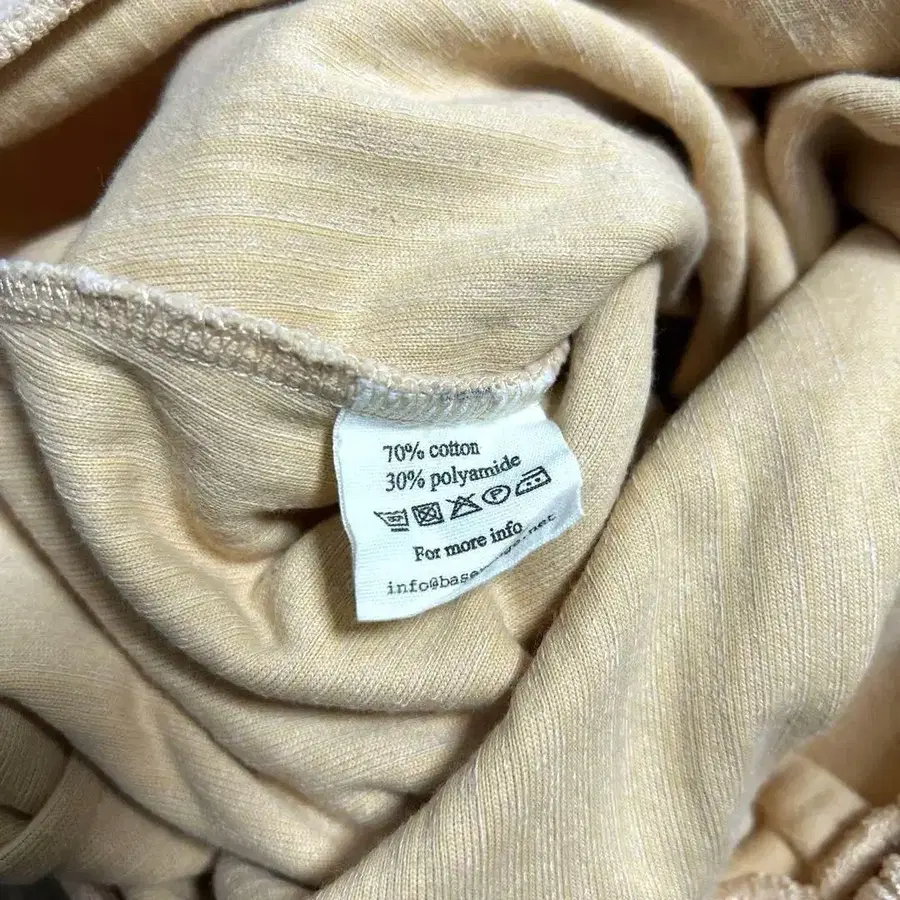 70% cotton
30% polyamide
P
For more info